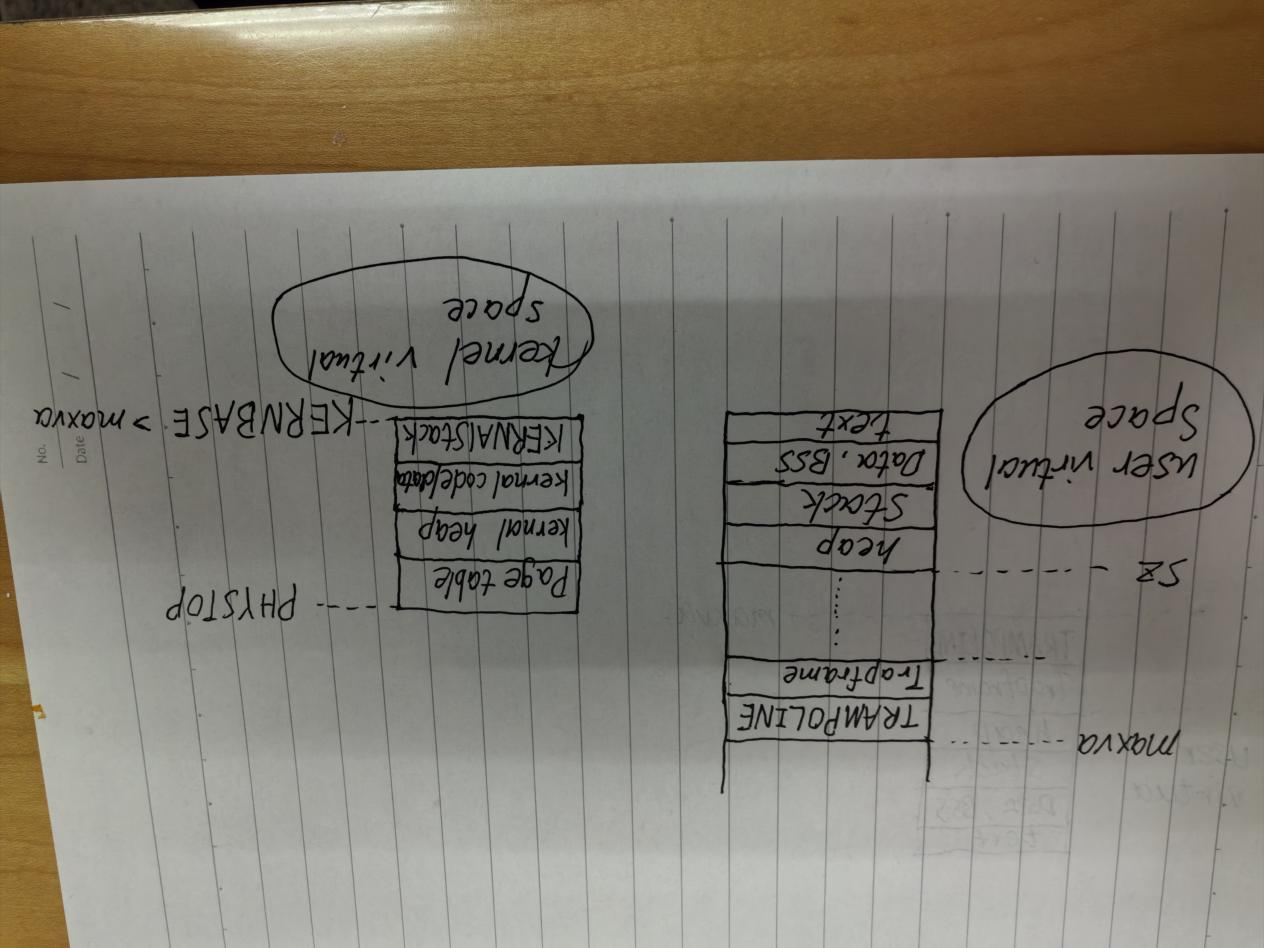 maxva
TRAMPOLINE
Trapframe
sz
heap
Stack
Data, BSS
text
user virtual
space
PHYSTOP
Page table
kernal heap
kernal code/data
KERNAlStack
KERNBASE > maxva
kernel virtual
space
No.
Date / /